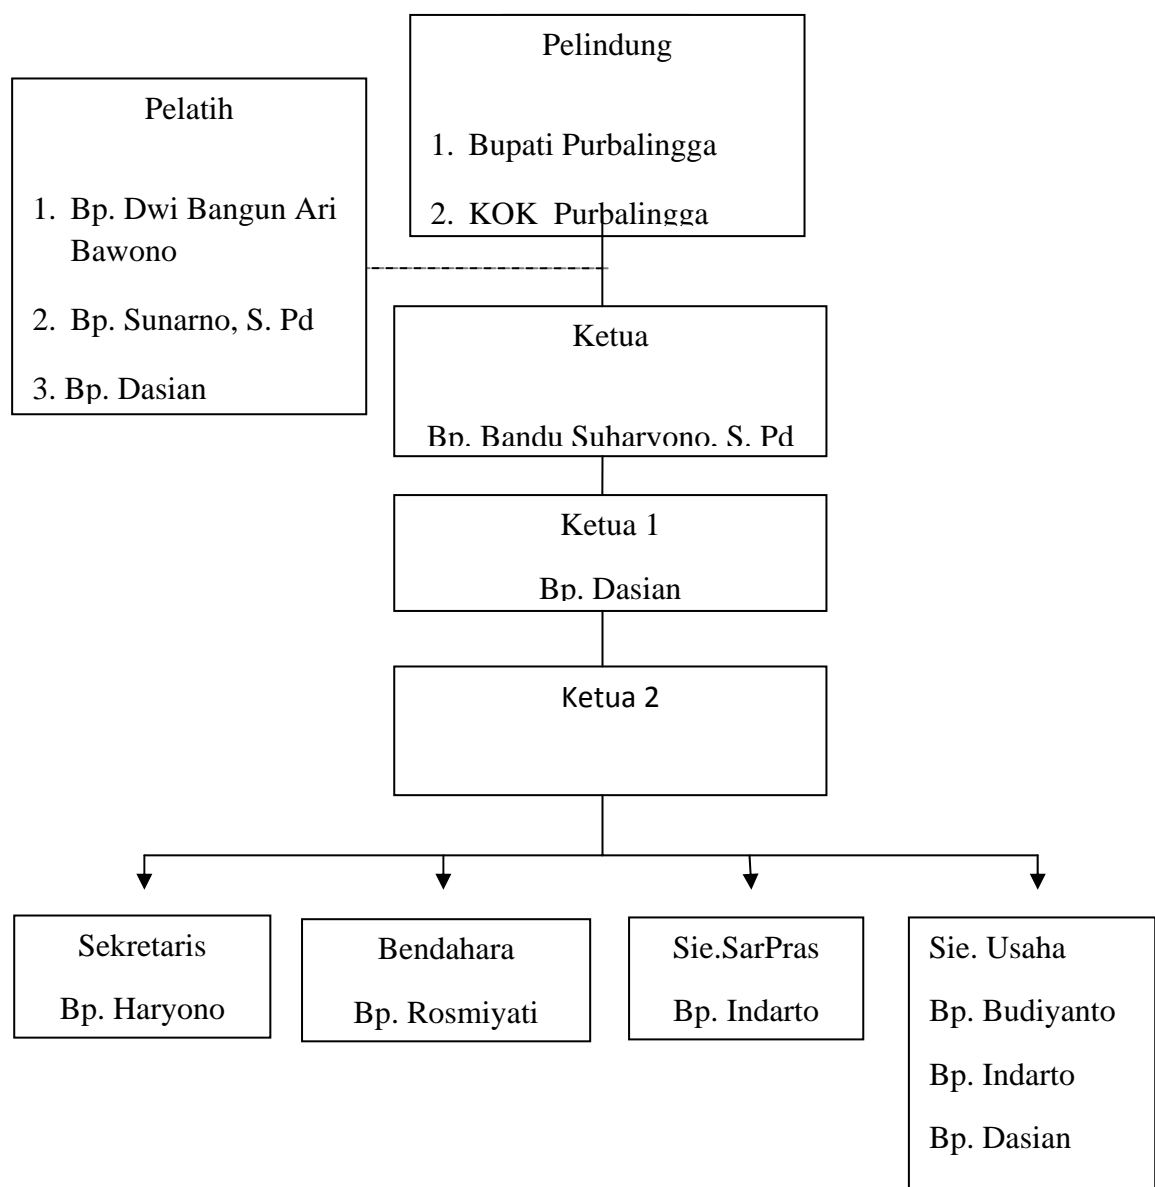 Pelindung
1. Bupati Purbalingga
2. KOK Purbalingga
Pelatih
1. Bp. Dwi Bangun Ari
Bawono
2. Bp. Sunarno, S. Pd
3. Bp. Dasian
Ketua
Bp. Bandu Suharyono, S. Pd
Ketua 1
Bp. Dasian
Ketua 2
Sekretaris
Bp. Haryono
Bendahara
Bp. Rosmiyati
Sie.SarPras
Bp. Indarto
Sie. Usaha
Bp. Budiyanto
Bp. Indarto
Bp. Dasian